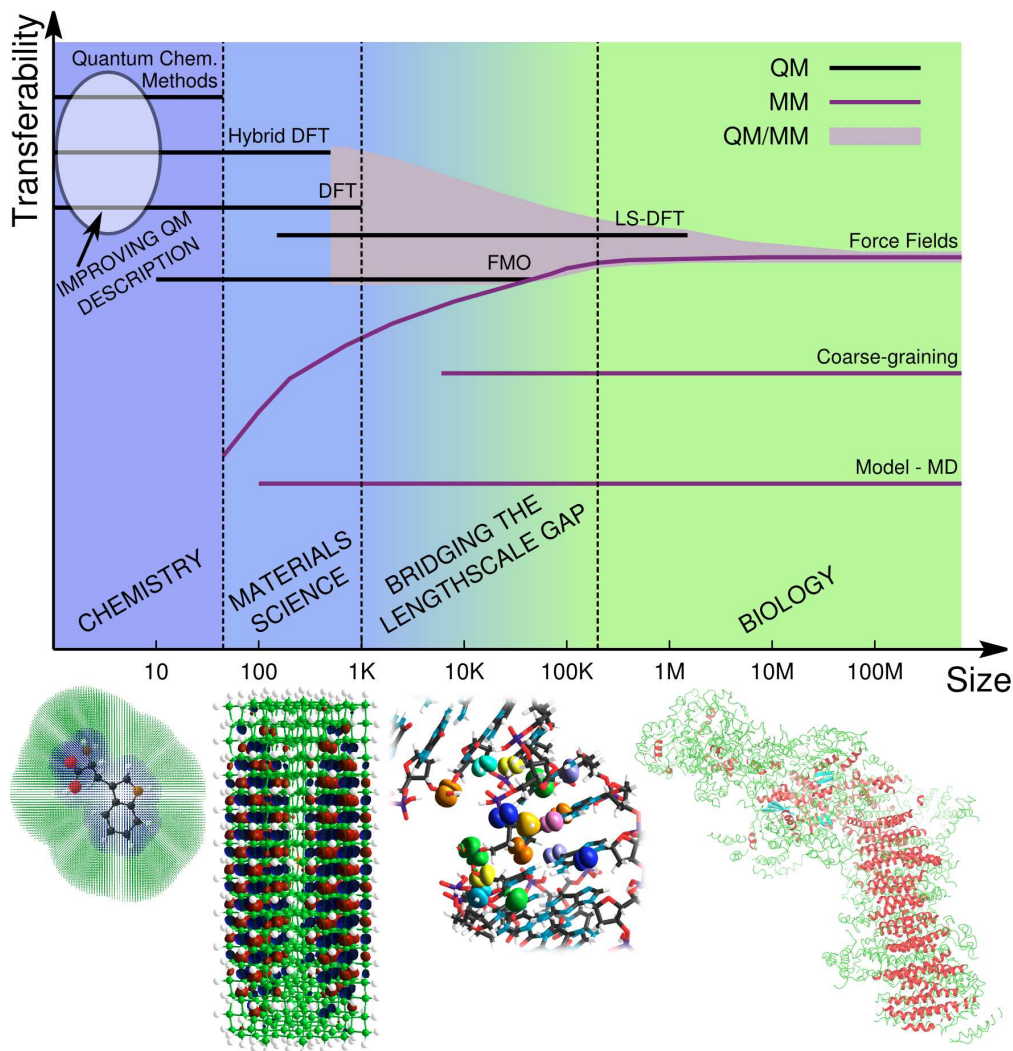 Transferability
Quantum Chem.
Methods
QM
MM
QM/MM
Hybrid DFT
DFT
LS-DFT
Force Fields
IMPROVING QM
DESCRIPTION
FMO
Coarse-graining
Model - MD
CHEMISTRY
MATERIALS
SCIENCE
BRIDGING THE
LENGTHSCALE GAP
BIOLOGY
10 100 1K 10K 100K 1M 10M 100M
Size